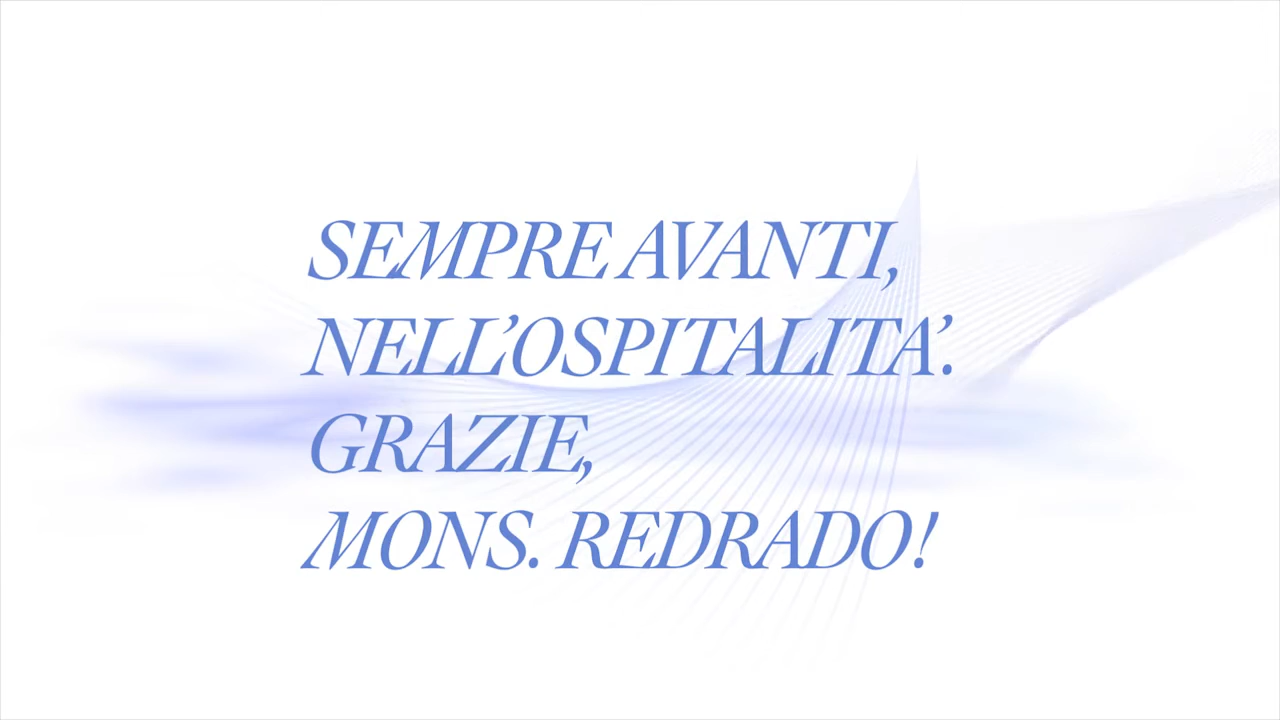 SEMPRE AVANTI,
NELL’OSPITALITA’.
GRAZIE,
MONS. REDRADO!